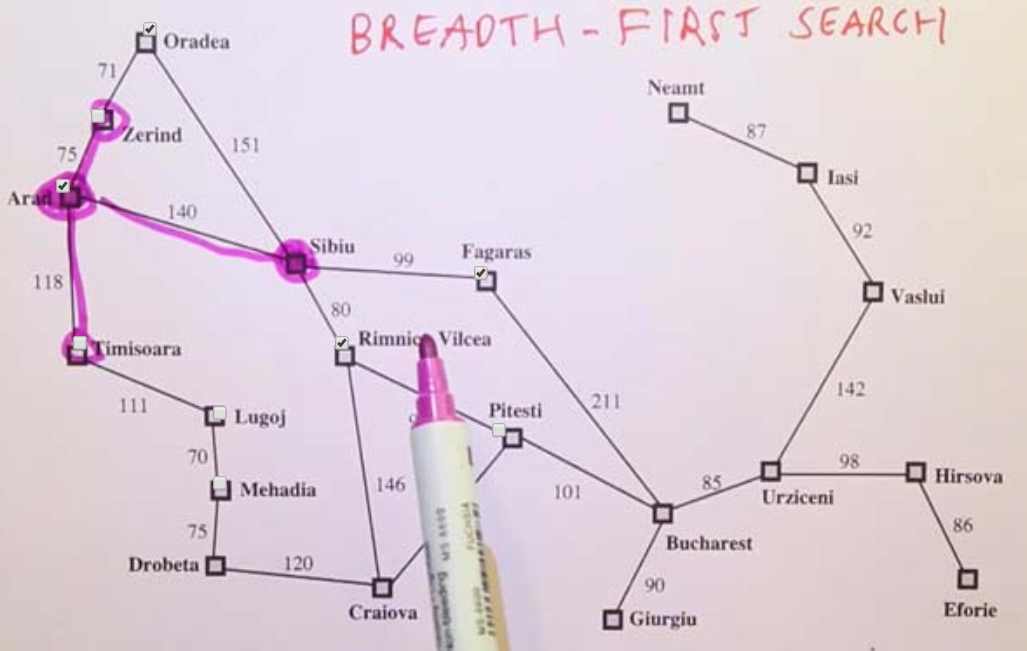 BREADTH - FIRST SEARCH
Oradea
71
Neamt
87
Zerind
151
75
Iasi
Arad
140
92
Sibiu
99
Fagaras
118
80
Vaslui
Rimnicu Vilcea
Timisoara
111
211
142
Pitesti
Lugoj
70
146
98
85
Hirsova
Mehadia
101
Urziceni
75
86
Bucharest
Drobeta
120
90
Craiova
Giurgiu
Eforie